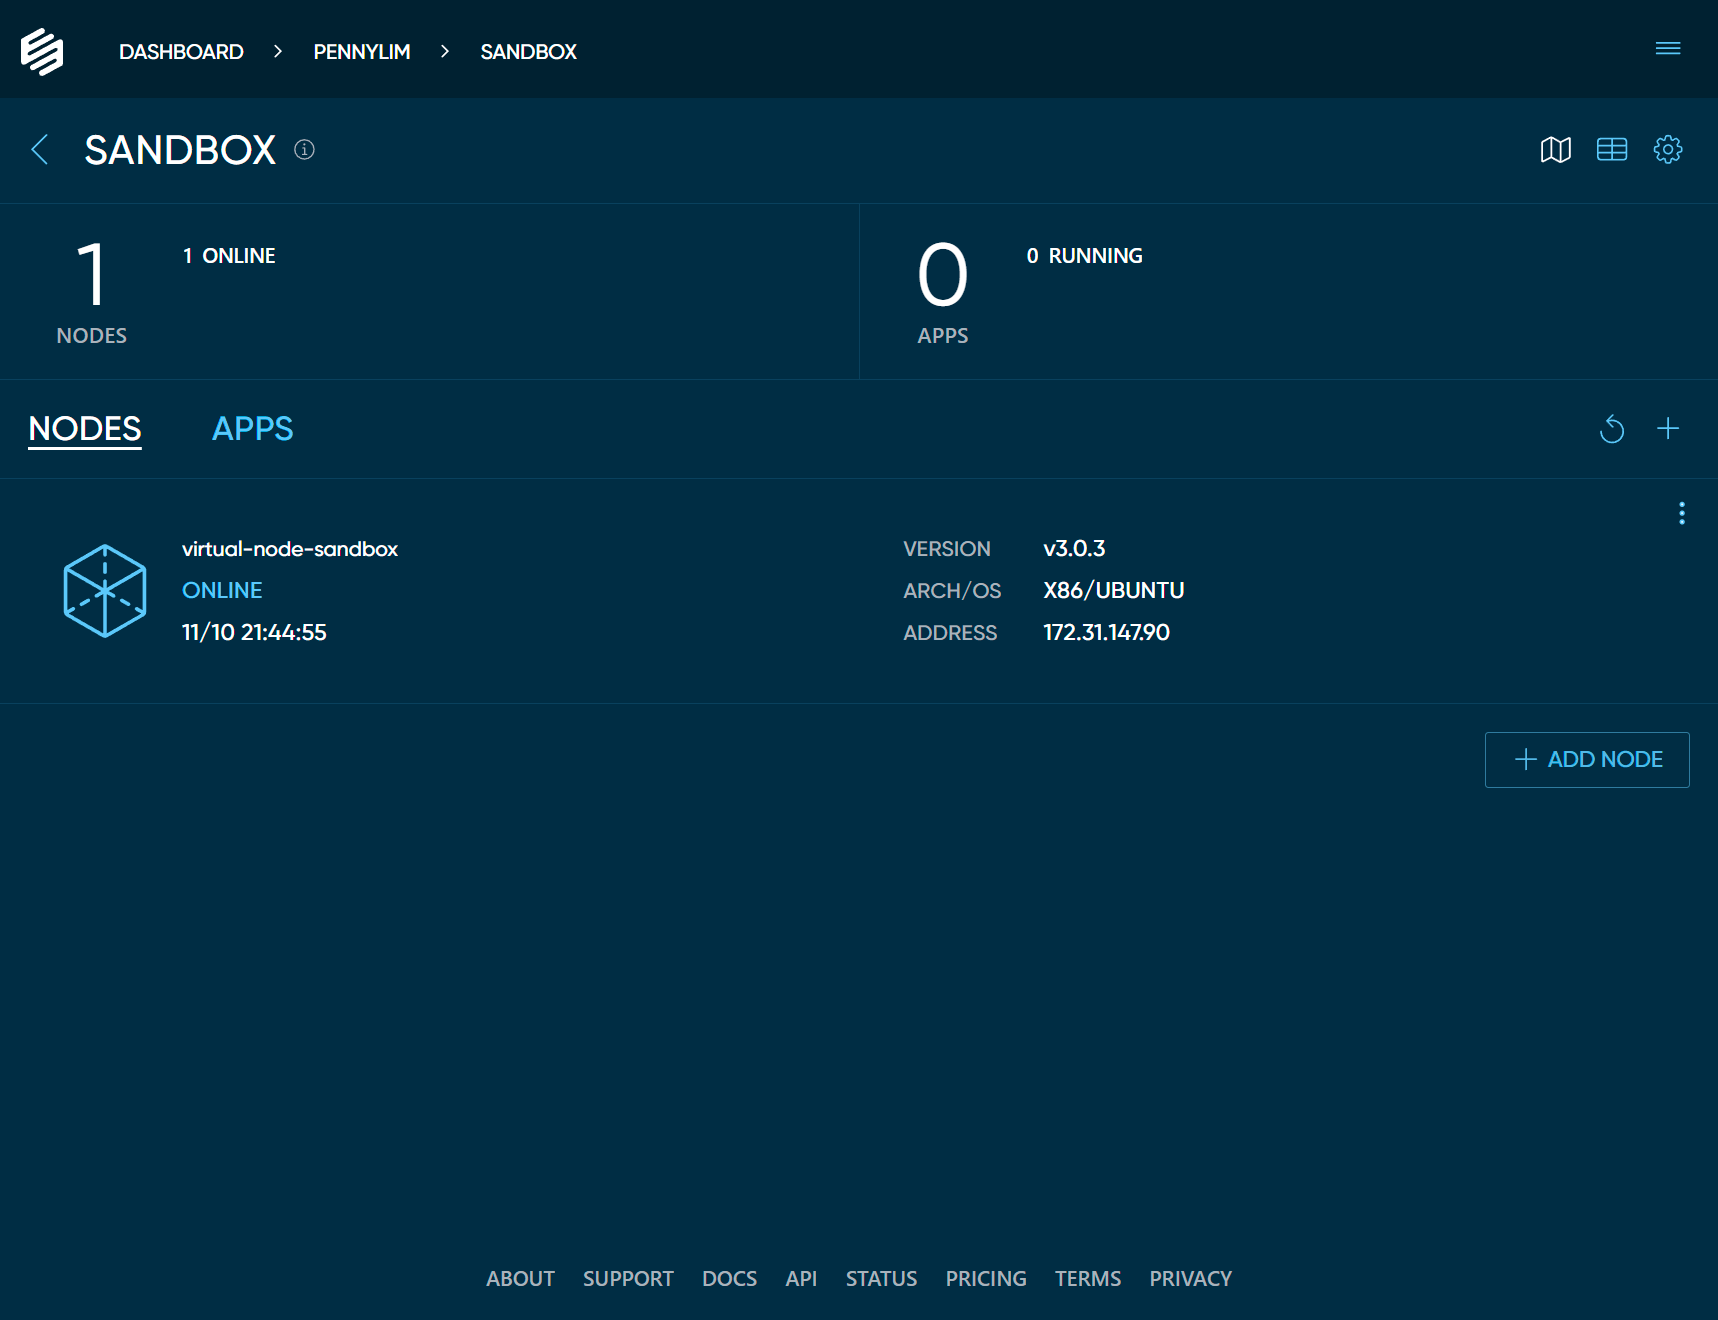 DASHBOARD > PENNYLIM > SANDBOX
SANDBOX
1 1 ONLINE
NODES
0 0 RUNNING
APPS
NODES APPS
virtual-node-sandbox
ONLINE
11/10 21:44:55
VERSION v3.0.3
ARCH/OS X86/UBUNTU
ADDRESS 172.31.147.90
ADD NODE
ABOUT SUPPORT DOCS API STATUS PRICING TERMS PRIVACY